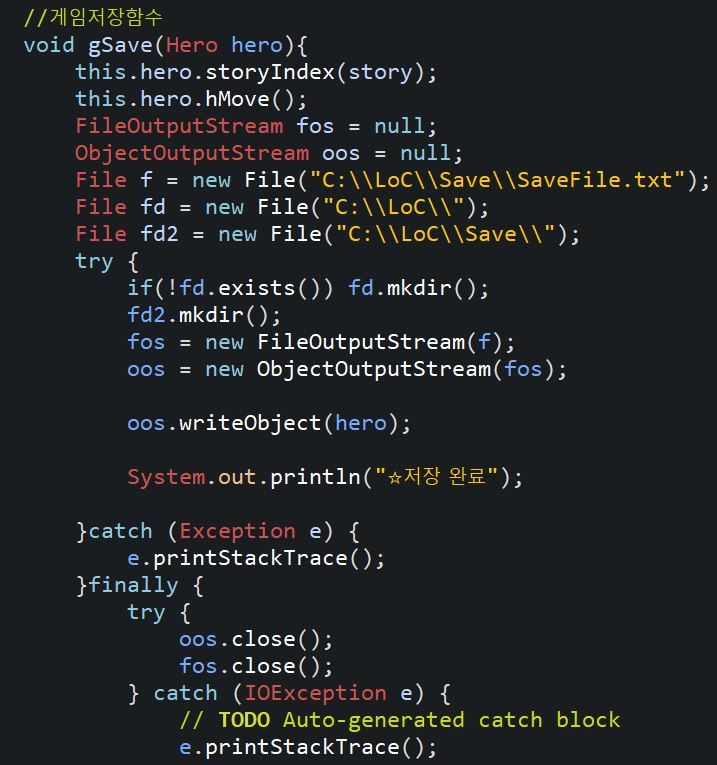 //게임저장함수
void gSave(Hero hero){
    this.hero.storyIndex(story);
    this.hero.hMove();
    FileOutputStream fos = null;
    ObjectOutputStream oos = null;
    File f = new File("C:\\LoC\\Save\\SaveFile.txt");
    File fd = new File("C:\\LoC\\");
    File fd2 = new File("C:\\LoC\\Save\\");
    try {
        if(!fd.exists()) fd.mkdir();
        fd2.mkdir();
        fos = new FileOutputStream(f);
        oos = new ObjectOutputStream(fos);

        oos.writeObject(hero);

        System.out.println("☆저장 완료");

    }catch (Exception e) {
        e.printStackTrace();
    }finally {
        try {
            oos.close();
            fos.close();
        } catch (IOException e) {
            // TODO Auto-generated catch block
            e.printStackTrace();